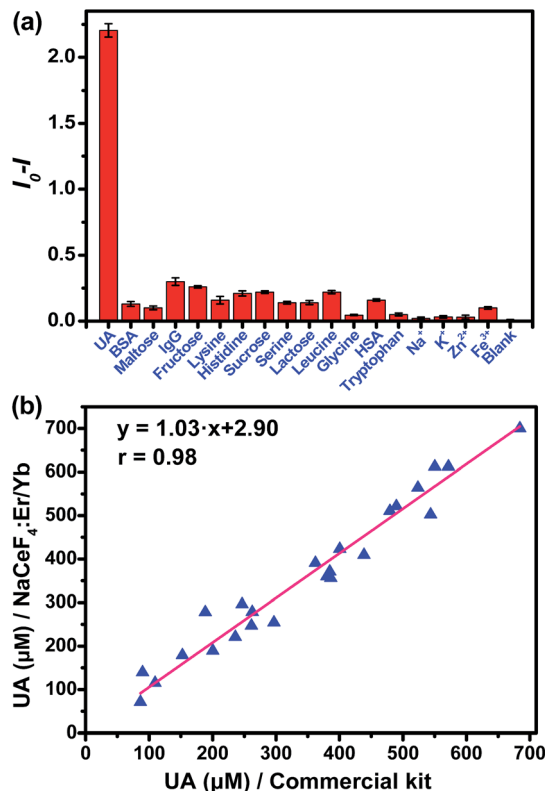 (a)
2.0
1.5
1.0
0.5
0.0
I₀-I
UA
BSA
Maltose
IgG
Fructose
Lysine
Histidine
Sucrose
Serine
Lactose
Leucine
Glycine
HSA
Tryptophan
Na⁺
K⁺
Zn²⁺
Fe³⁺
Blank
(b)
y = 1.03·x+2.90
r = 0.98
700
600
500
400
300
200
100
0
UA (μM) / NaCeF₄:Er/Yb
0 100 200 300 400 500 600 700
UA (μM) / Commercial kit